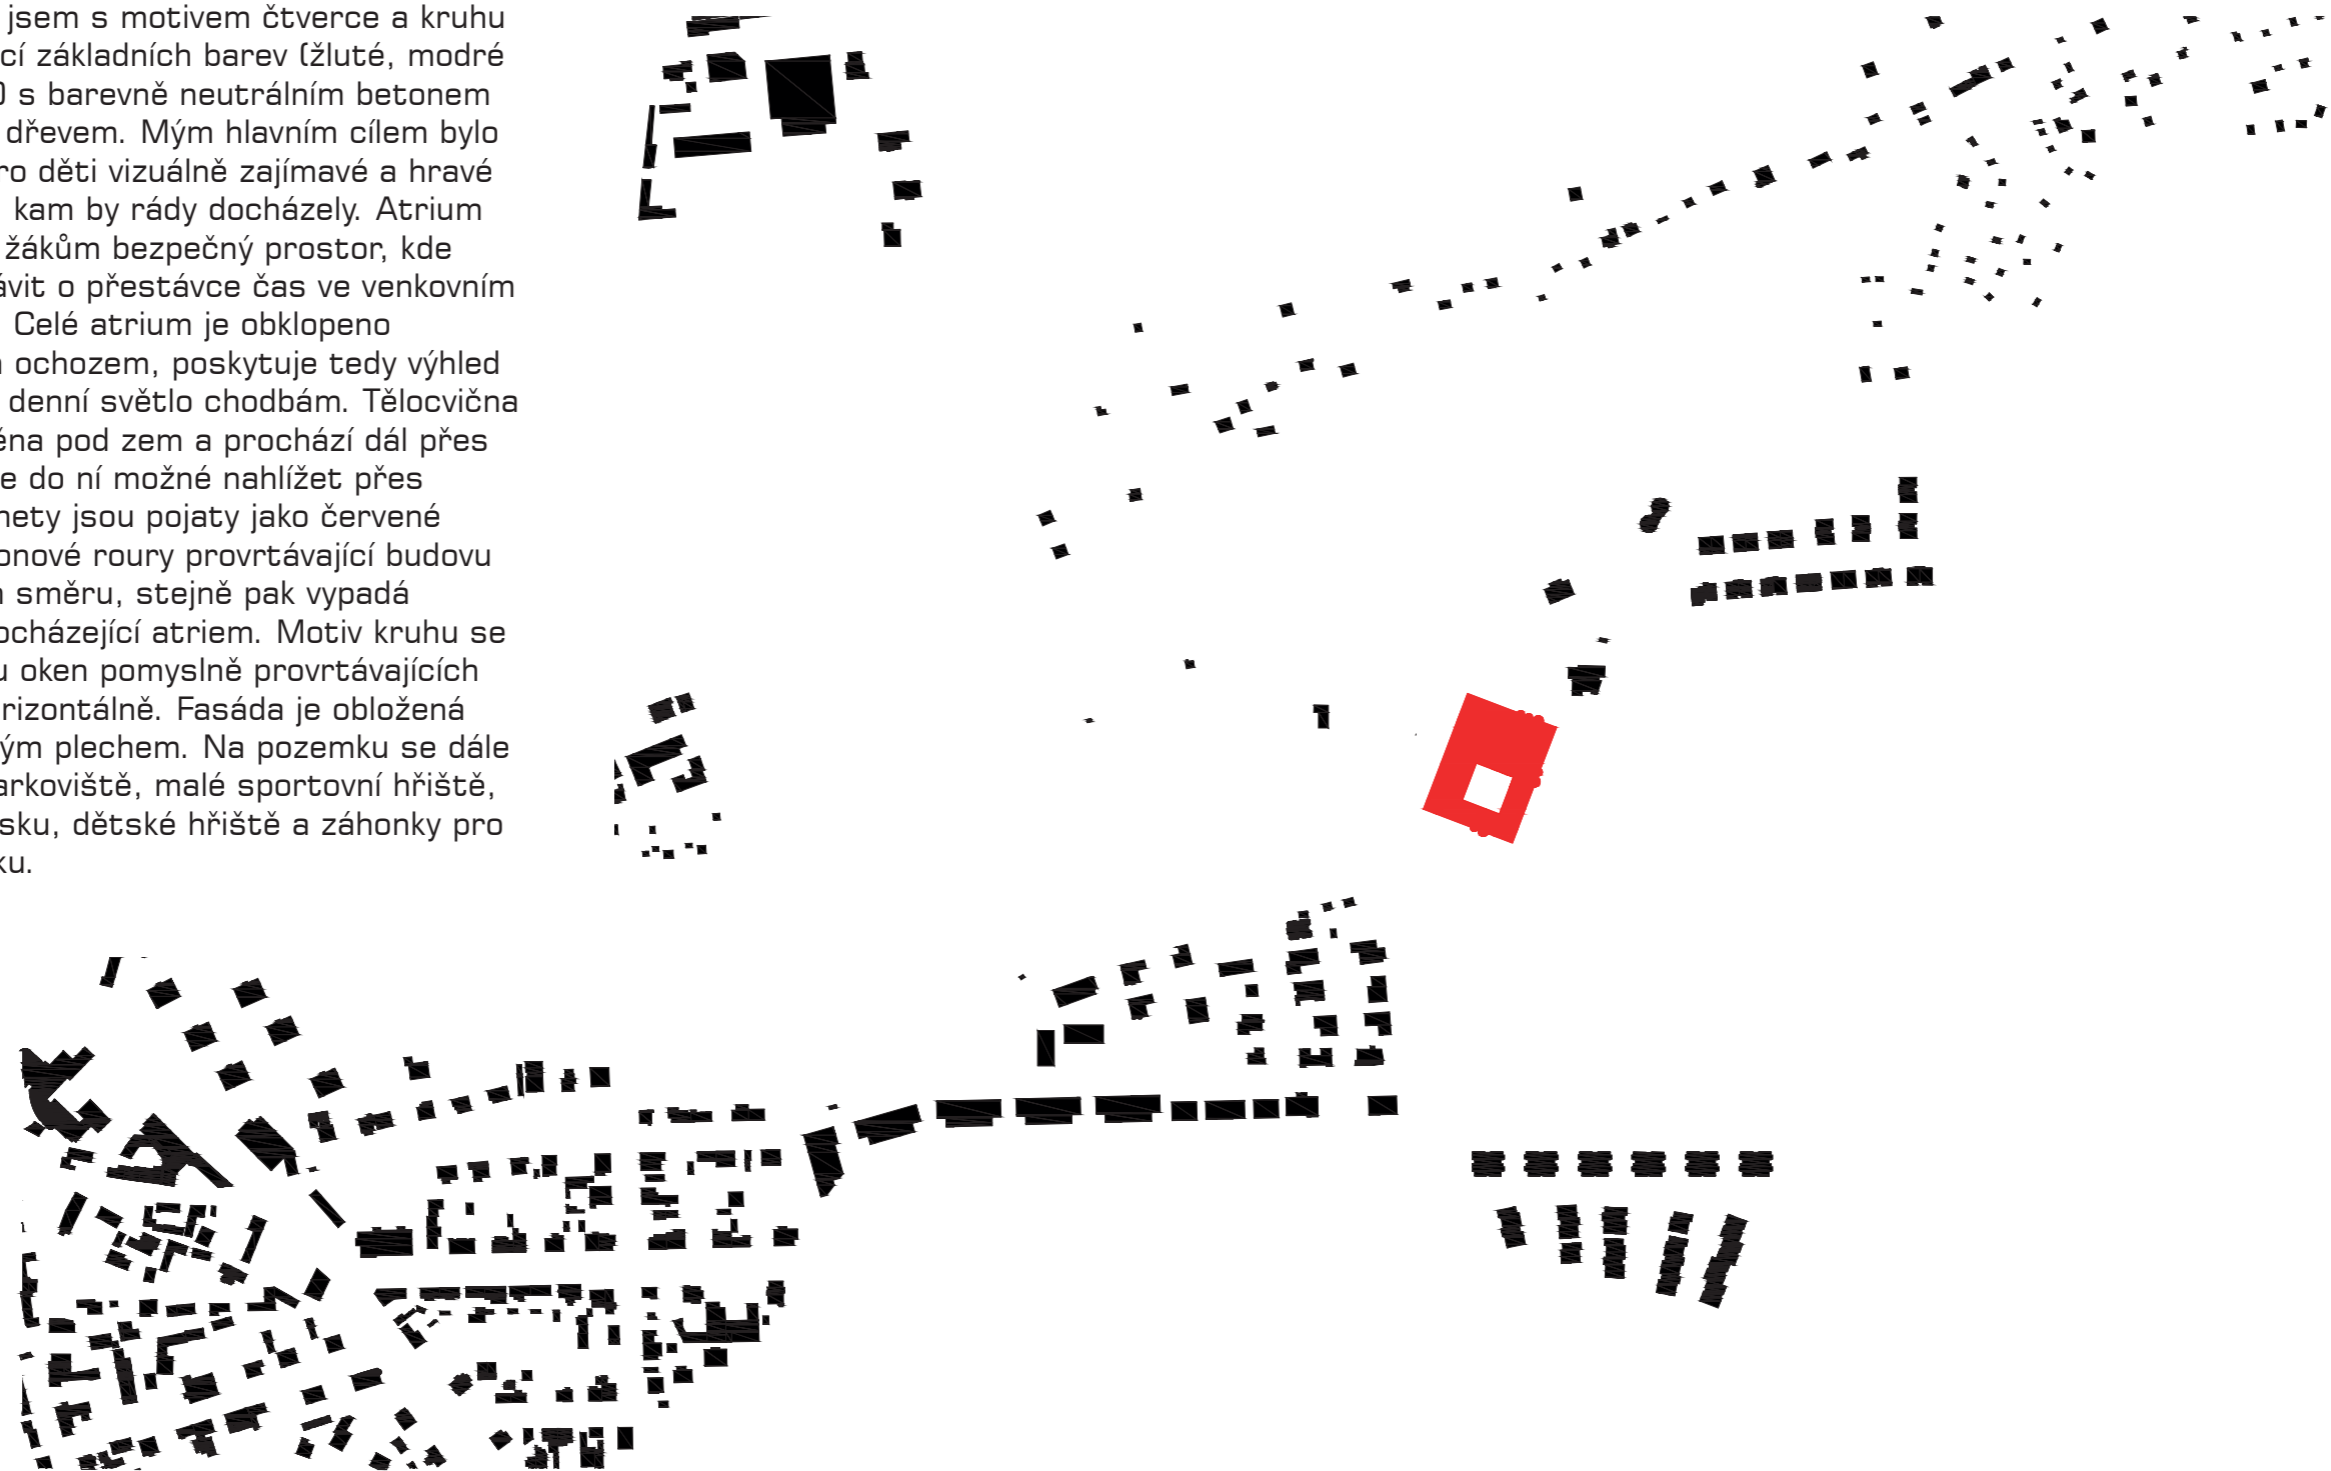 jsem s motivem čtverce a kruhu
cí základních barev (žluté, modré
) s barevně neutrálním betonem
dřevem. Mým hlavním cílem bylo
ro děti vizuálně zajímavé a hravé
kam by rády docházely. Atrium
žákům bezpečný prostor, kde
ávit o přestávce čas ve venkovním
Celé atrium je obklopeno
ochozem, poskytuje tedy výhled
denní světlo chodbám. Tělocvična
ěna pod zem a prochází dál přes
e do ní možné nahlížet přes
nety jsou pojaty jako červené
onové roury provrtávající budovu
směru, stejně pak vypadá
ocházející atriem. Motiv kruhu se
u oken pomyslně provrtávajících
rizontálně. Fasáda je obložená
ým plechem. Na pozemku se dále
arkoviště, malé sportovní hřiště,
sku, dětské hřiště a záhonky pro
ku.